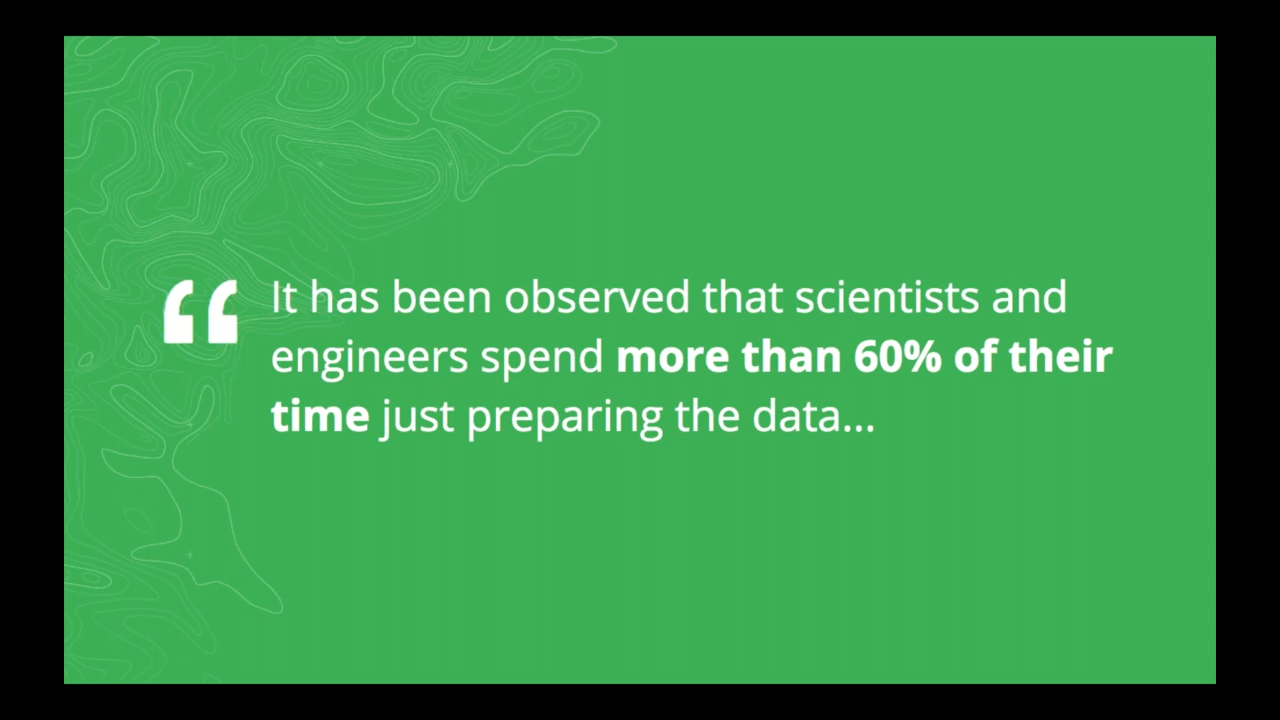 “ It has been observed that scientists and
engineers spend more than 60% of their
time just preparing the data...